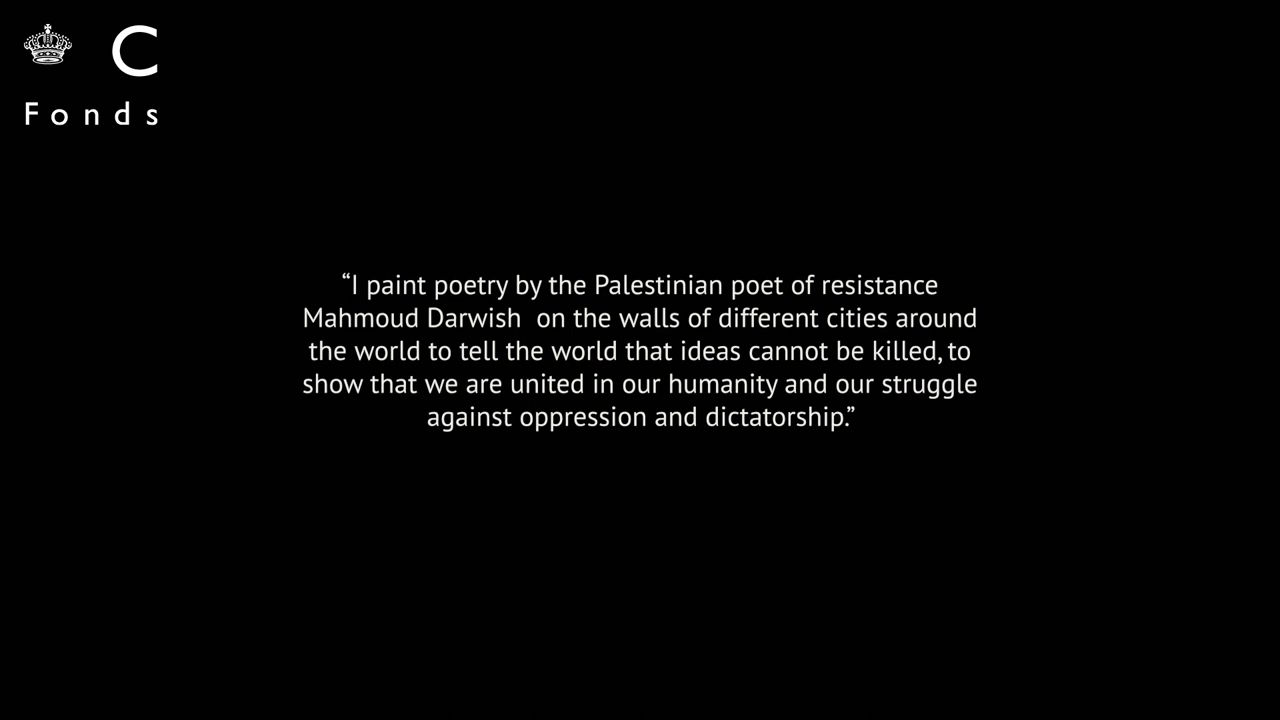 C
Fonds
“I paint poetry by the Palestinian poet of resistance
Mahmoud Darwish  on the walls of different cities around
the world to tell the world that ideas cannot be killed, to
show that we are united in our humanity and our struggle
against oppression and dictatorship.”